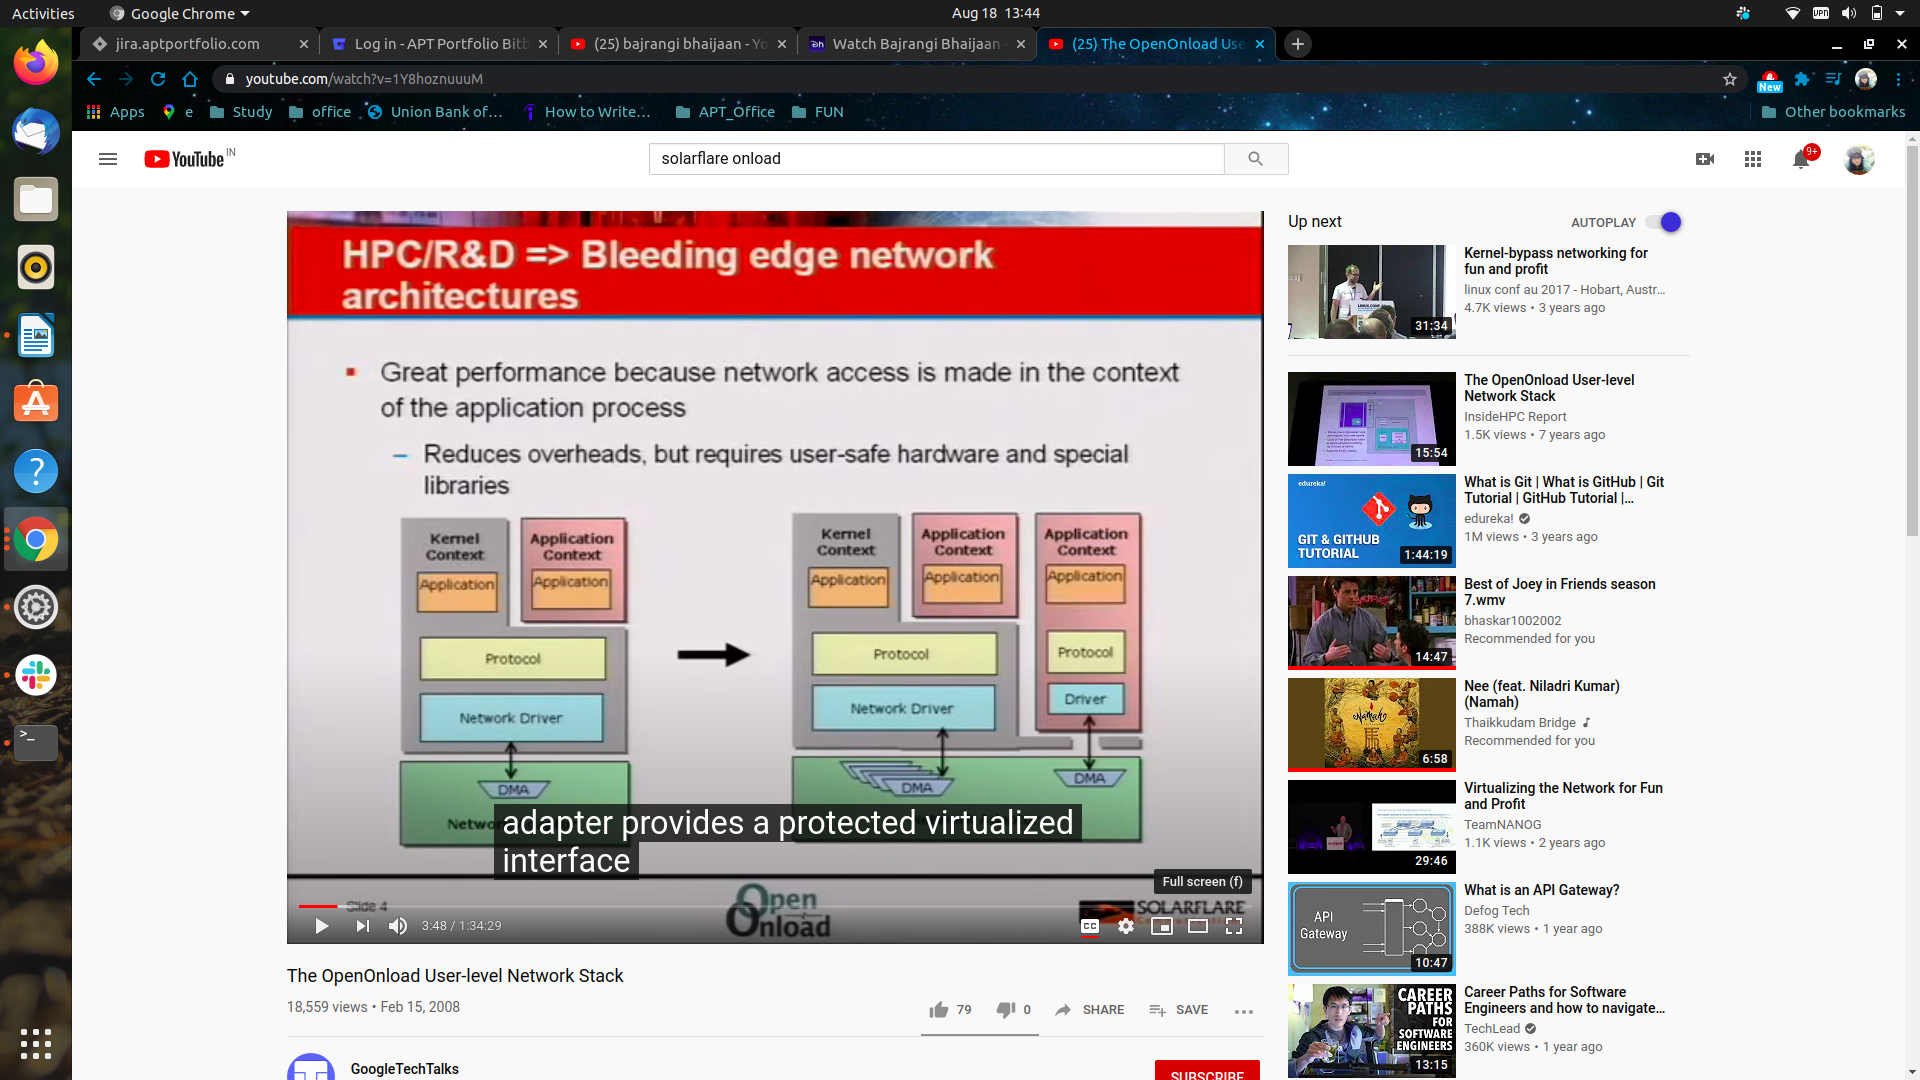 Activities
Google Chrome
Aug 18 13:44
VPN
jira.aptportfolio.com
Log in - APT Portfolio Bitb
(25) bajrangi bhaijaan - Yo
Watch Bajrangi Bhaijaan
(25) The OpenOnload Use
youtube.com/watch?v=1Y8hoznuuuM
New
Apps
e
Study
office
Union Bank of…
How to Write…
APT_Office
FUN
Other bookmarks
YouTube IN
solarflare onload
9+
HPC/R&D => Bleeding edge network
architectures
Great performance because network access is made in the context
of the application process
– Reduces overheads, but requires user-safe hardware and special
libraries
Kernel
Context
Application
Application
Context
Application
Protocol
Network Driver
DMA
Kernel
Context
Application
Application
Context
Application
Application
Context
Application
Protocol
Protocol
Network Driver
Driver
DMA
DMA
adapter provides a protected virtualized
interface
Full screen (f)
Slide 4
Open
Onload
SOLARFLARE
3:48 / 1:34:29
CC
The OpenOnload User-level Network Stack
18,559 views • Feb 15, 2008
79
0
SHARE
SAVE
GoogleTechTalks
SUBSCRIBE
Up next
AUTOPLAY
Kernel-bypass networking for
fun and profit
linux conf au 2017 - Hobart, Austr...
4.7K views • 3 years ago
31:34
The OpenOnload User-level
Network Stack
InsideHPC Report
1.5K views • 7 years ago
15:54
edureka!
GIT & GITHUB
TUTORIAL
1:44:19
What is Git | What is GitHub | Git
Tutorial | GitHub Tutorial |...
edureka!
1M views • 3 years ago
Best of Joey in Friends season
7.wmv
bhaskar1002002
Recommended for you
14:47
Nee (feat. Niladri Kumar)
(Namah)
Thaikkudam Bridge
Recommended for you
Namah
6:58
Virtualizing the Network for Fun
and Profit
TeamNANOG
1.1K views • 2 years ago
29:46
API
Gateway
10:47
What is an API Gateway?
Defog Tech
388K views • 1 year ago
CAREER
PATHS
FOR
SOFTWARE
ENGINEERS
13:15
Career Paths for Software
Engineers and how to navigate...
TechLead
360K views • 1 year ago